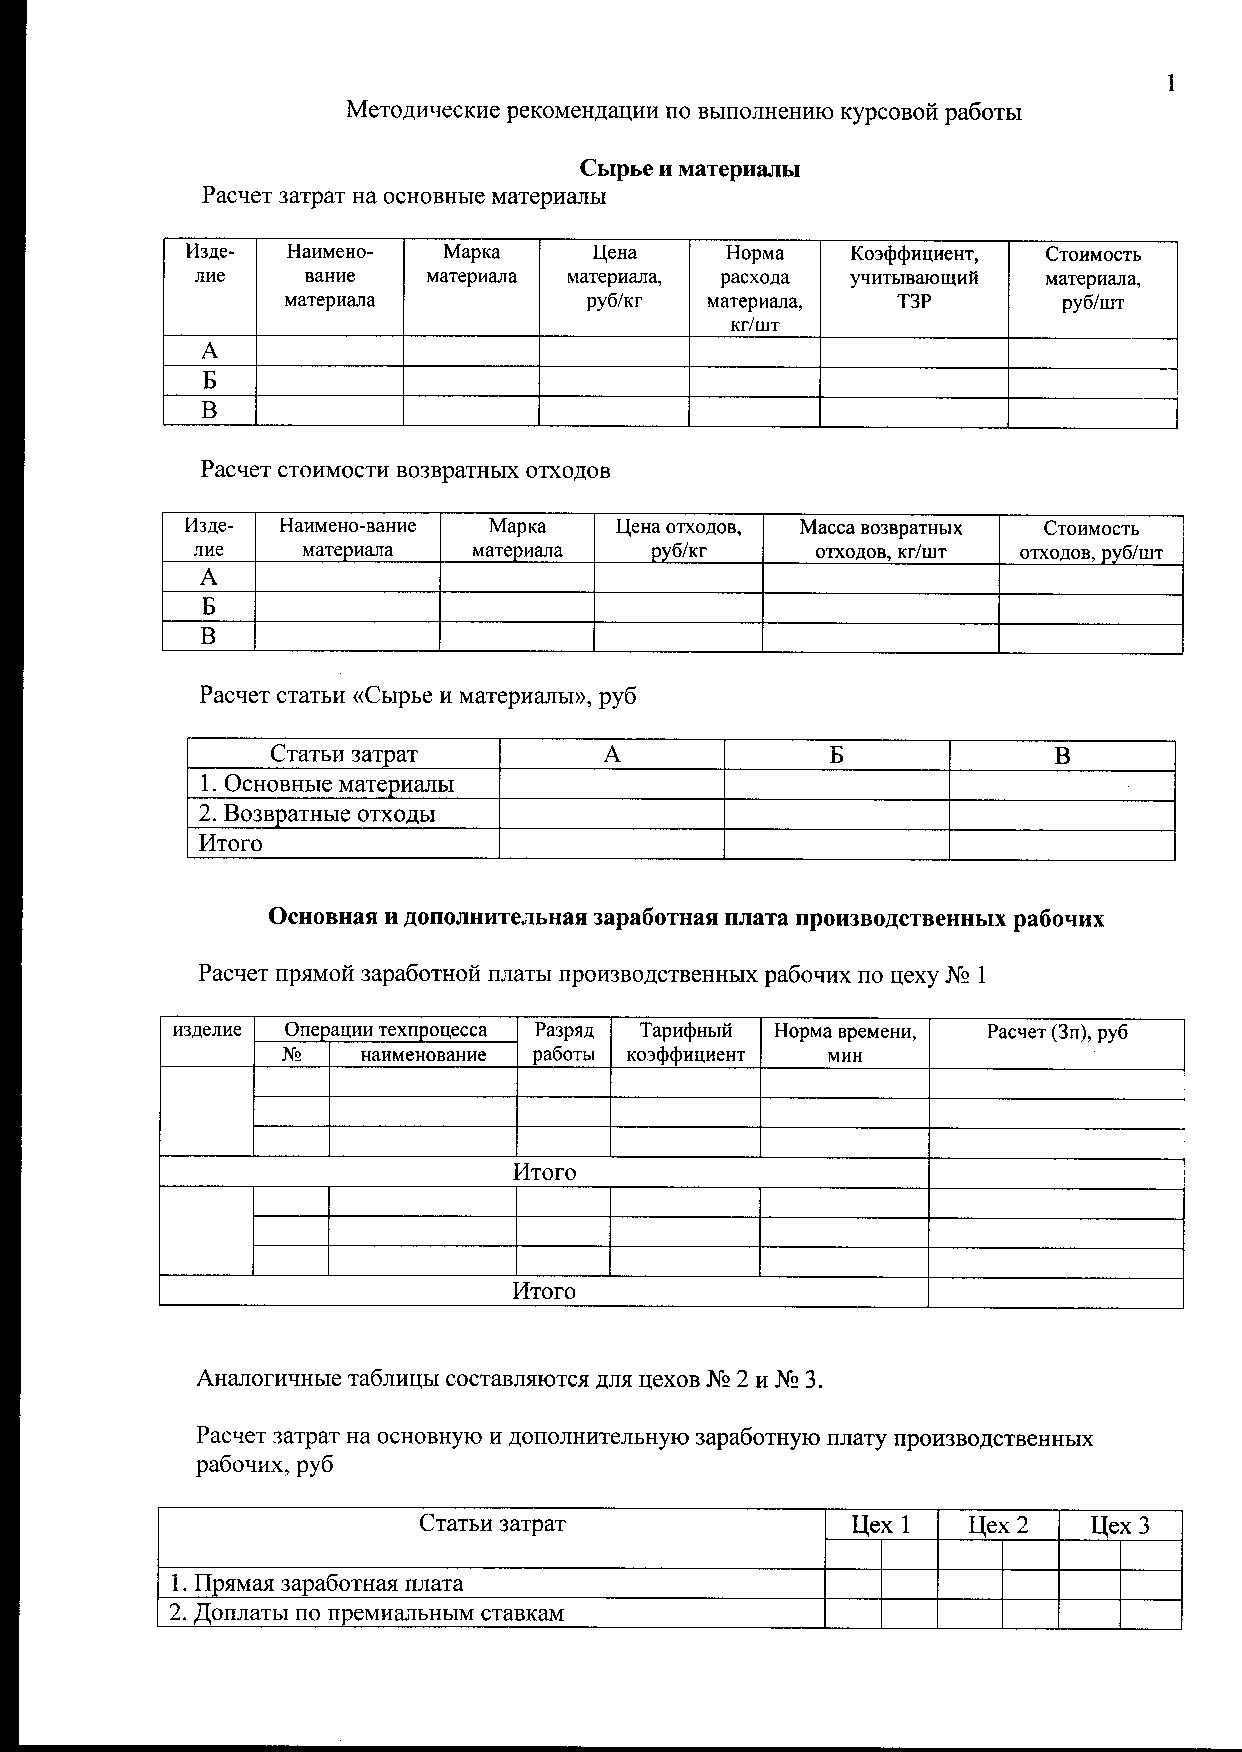 1
Методические рекомендации по выполнению курсовой работы
Сырье и материалы
Расчет затрат на основные материалы
Изде- Наимено- Марка Цена Норма Коэффициент, Стоимость
лие вание материала материала, расхода учитывающий материала,
материала руб/кг материала, ТЗР руб/шт
кг/шт
А
Б
В
Расчет стоимости возвратных отходов
Изде- Наимено-вание Марка Цена отходов, Масса возвратных Стоимость
лие материала материала руб/кг отходов, кг/шт отходов, руб/шт
А
Б
В
Расчет статьи «Сырье и материалы», руб
Статьи затрат А Б В
1. Основные материалы
2. Возвратные отходы
Итого
Основная и дополнительная заработная плата производственных рабочих
Расчет прямой заработной платы производственных рабочих по цеху № 1
изделие Операции техпроцесса Разряд Тарифный Норма времени, Расчет (Зп), руб
№ наименование работы коэффициент мин
Итого
Итого
Аналогичные таблицы составляются для цехов № 2 и № 3.
Расчет затрат на основную и дополнительную заработную плату производственных
рабочих, руб
Статьи затрат Цех 1 Цех 2 Цех 3
1. Прямая заработная плата
2. Доплаты по премиальным ставкам